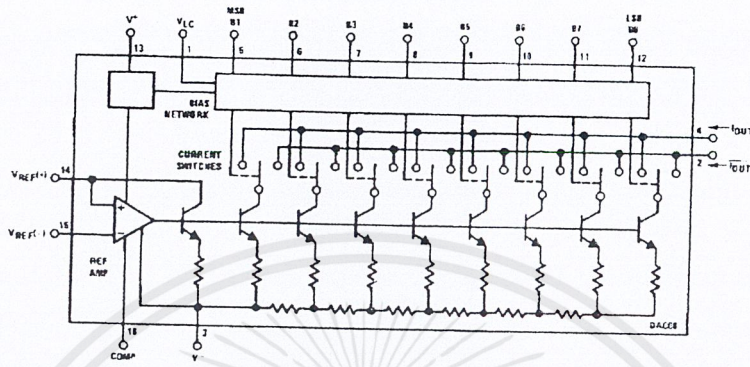 V+ VLC MSB B1 B2 B3 B4 B5 B6 B7 LSB B8
13 1 5 6 7 8 9 10 11 12
BIAS NETWORK
4 IOUT
CURRENT SWITCHES
2 IOUT
14
VREF(+)
+
15
VREF(-)
−
REF AMP
16 3
DAC08
COMP V-